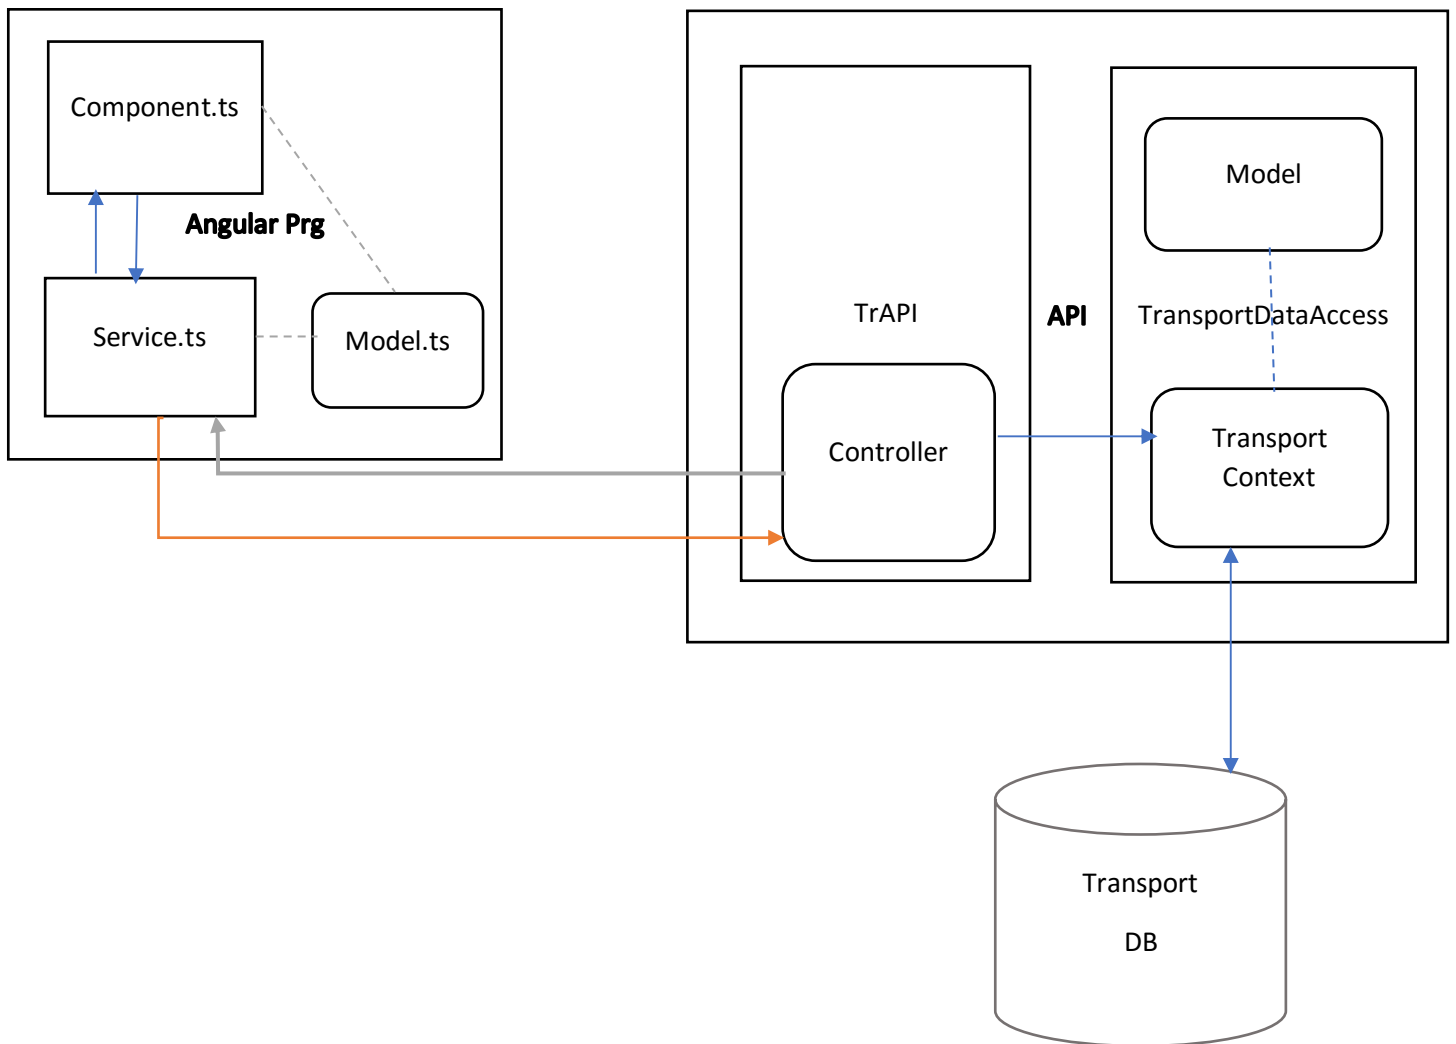 Component.ts
Angular Prg
Service.ts
Model.ts
TrAPI
Controller
API
Model
TransportDataAccess
Transport
Context
Transport
DB